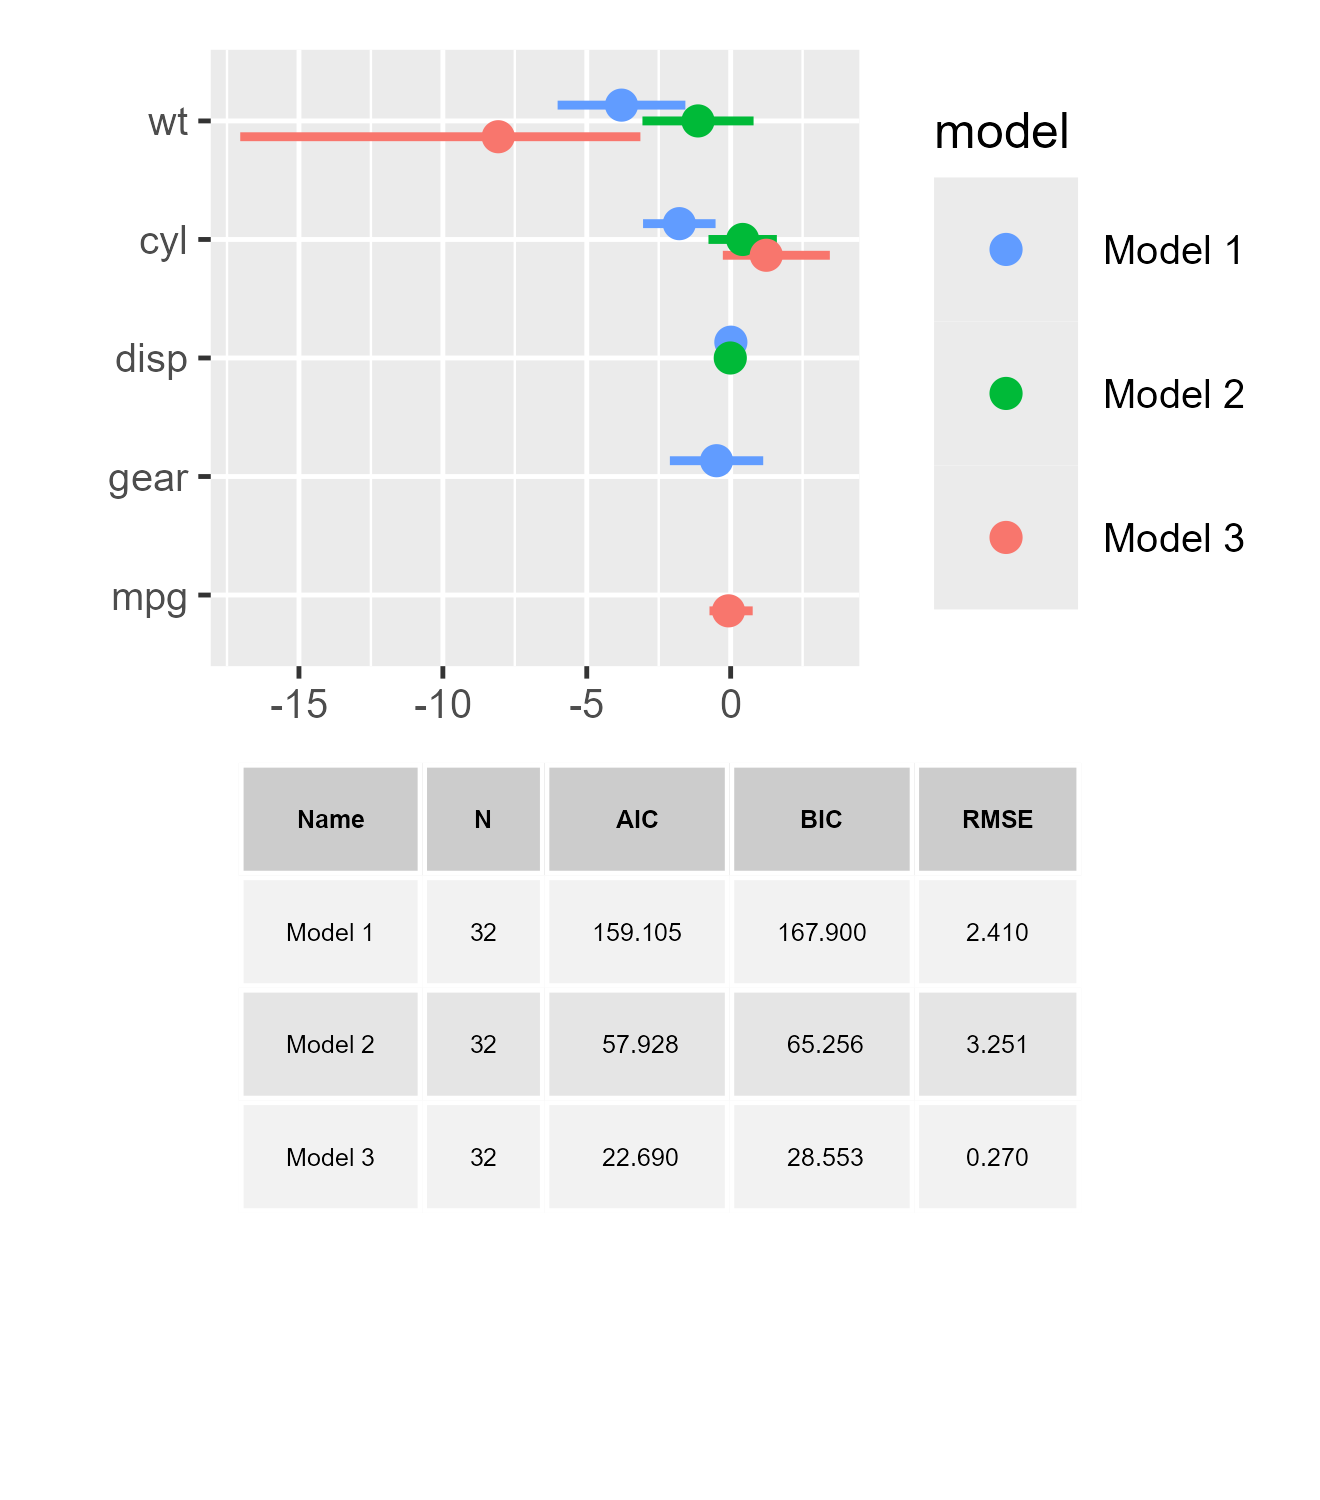 wt
cyl
disp
gear
mpg
-15 -10 -5 0
model
Model 1
Model 2
Model 3
Name N AIC BIC RMSE
Model 1 32 159.105 167.900 2.410
Model 2 32 57.928 65.256 3.251
Model 3 32 22.690 28.553 0.270